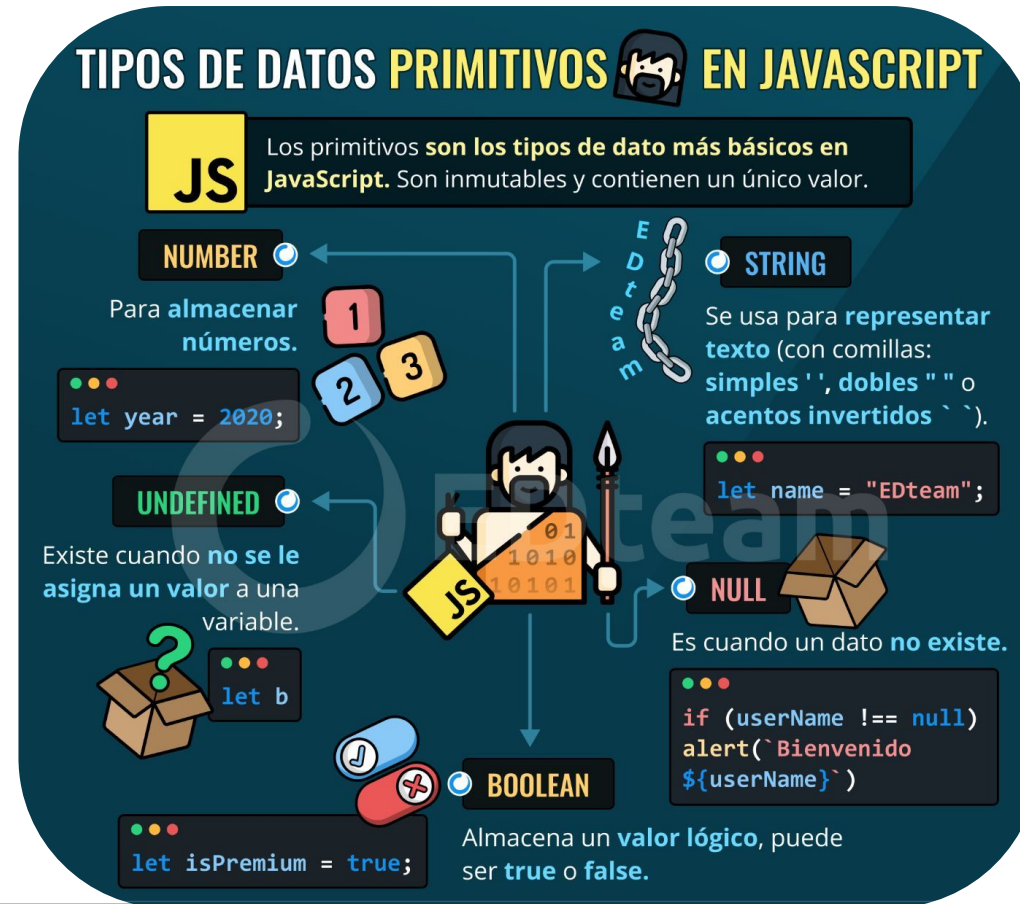 TIPOS DE DATOS PRIMITIVOS EN JAVASCRIPT
JS
Los primitivos son los tipos de dato más básicos en
JavaScript. Son inmutables y contienen un único valor.
NUMBER
Para almacenar
números.
1
2
3
let year = 2020;
EDteam
STRING
Se usa para representar
texto (con comillas:
simples ' ', dobles " " o
acentos invertidos ` `).
let name = "EDteam";
UNDEFINED
Existe cuando no se le
asigna un valor a una
variable.
?
let b
01
1010
10101
JS
EDteam
NULL
Es cuando un dato no existe.
if (userName !== null)
alert(`Bienvenido
${userName}`)
BOOLEAN
Almacena un valor lógico, puede
ser true o false.
let isPremium = true;